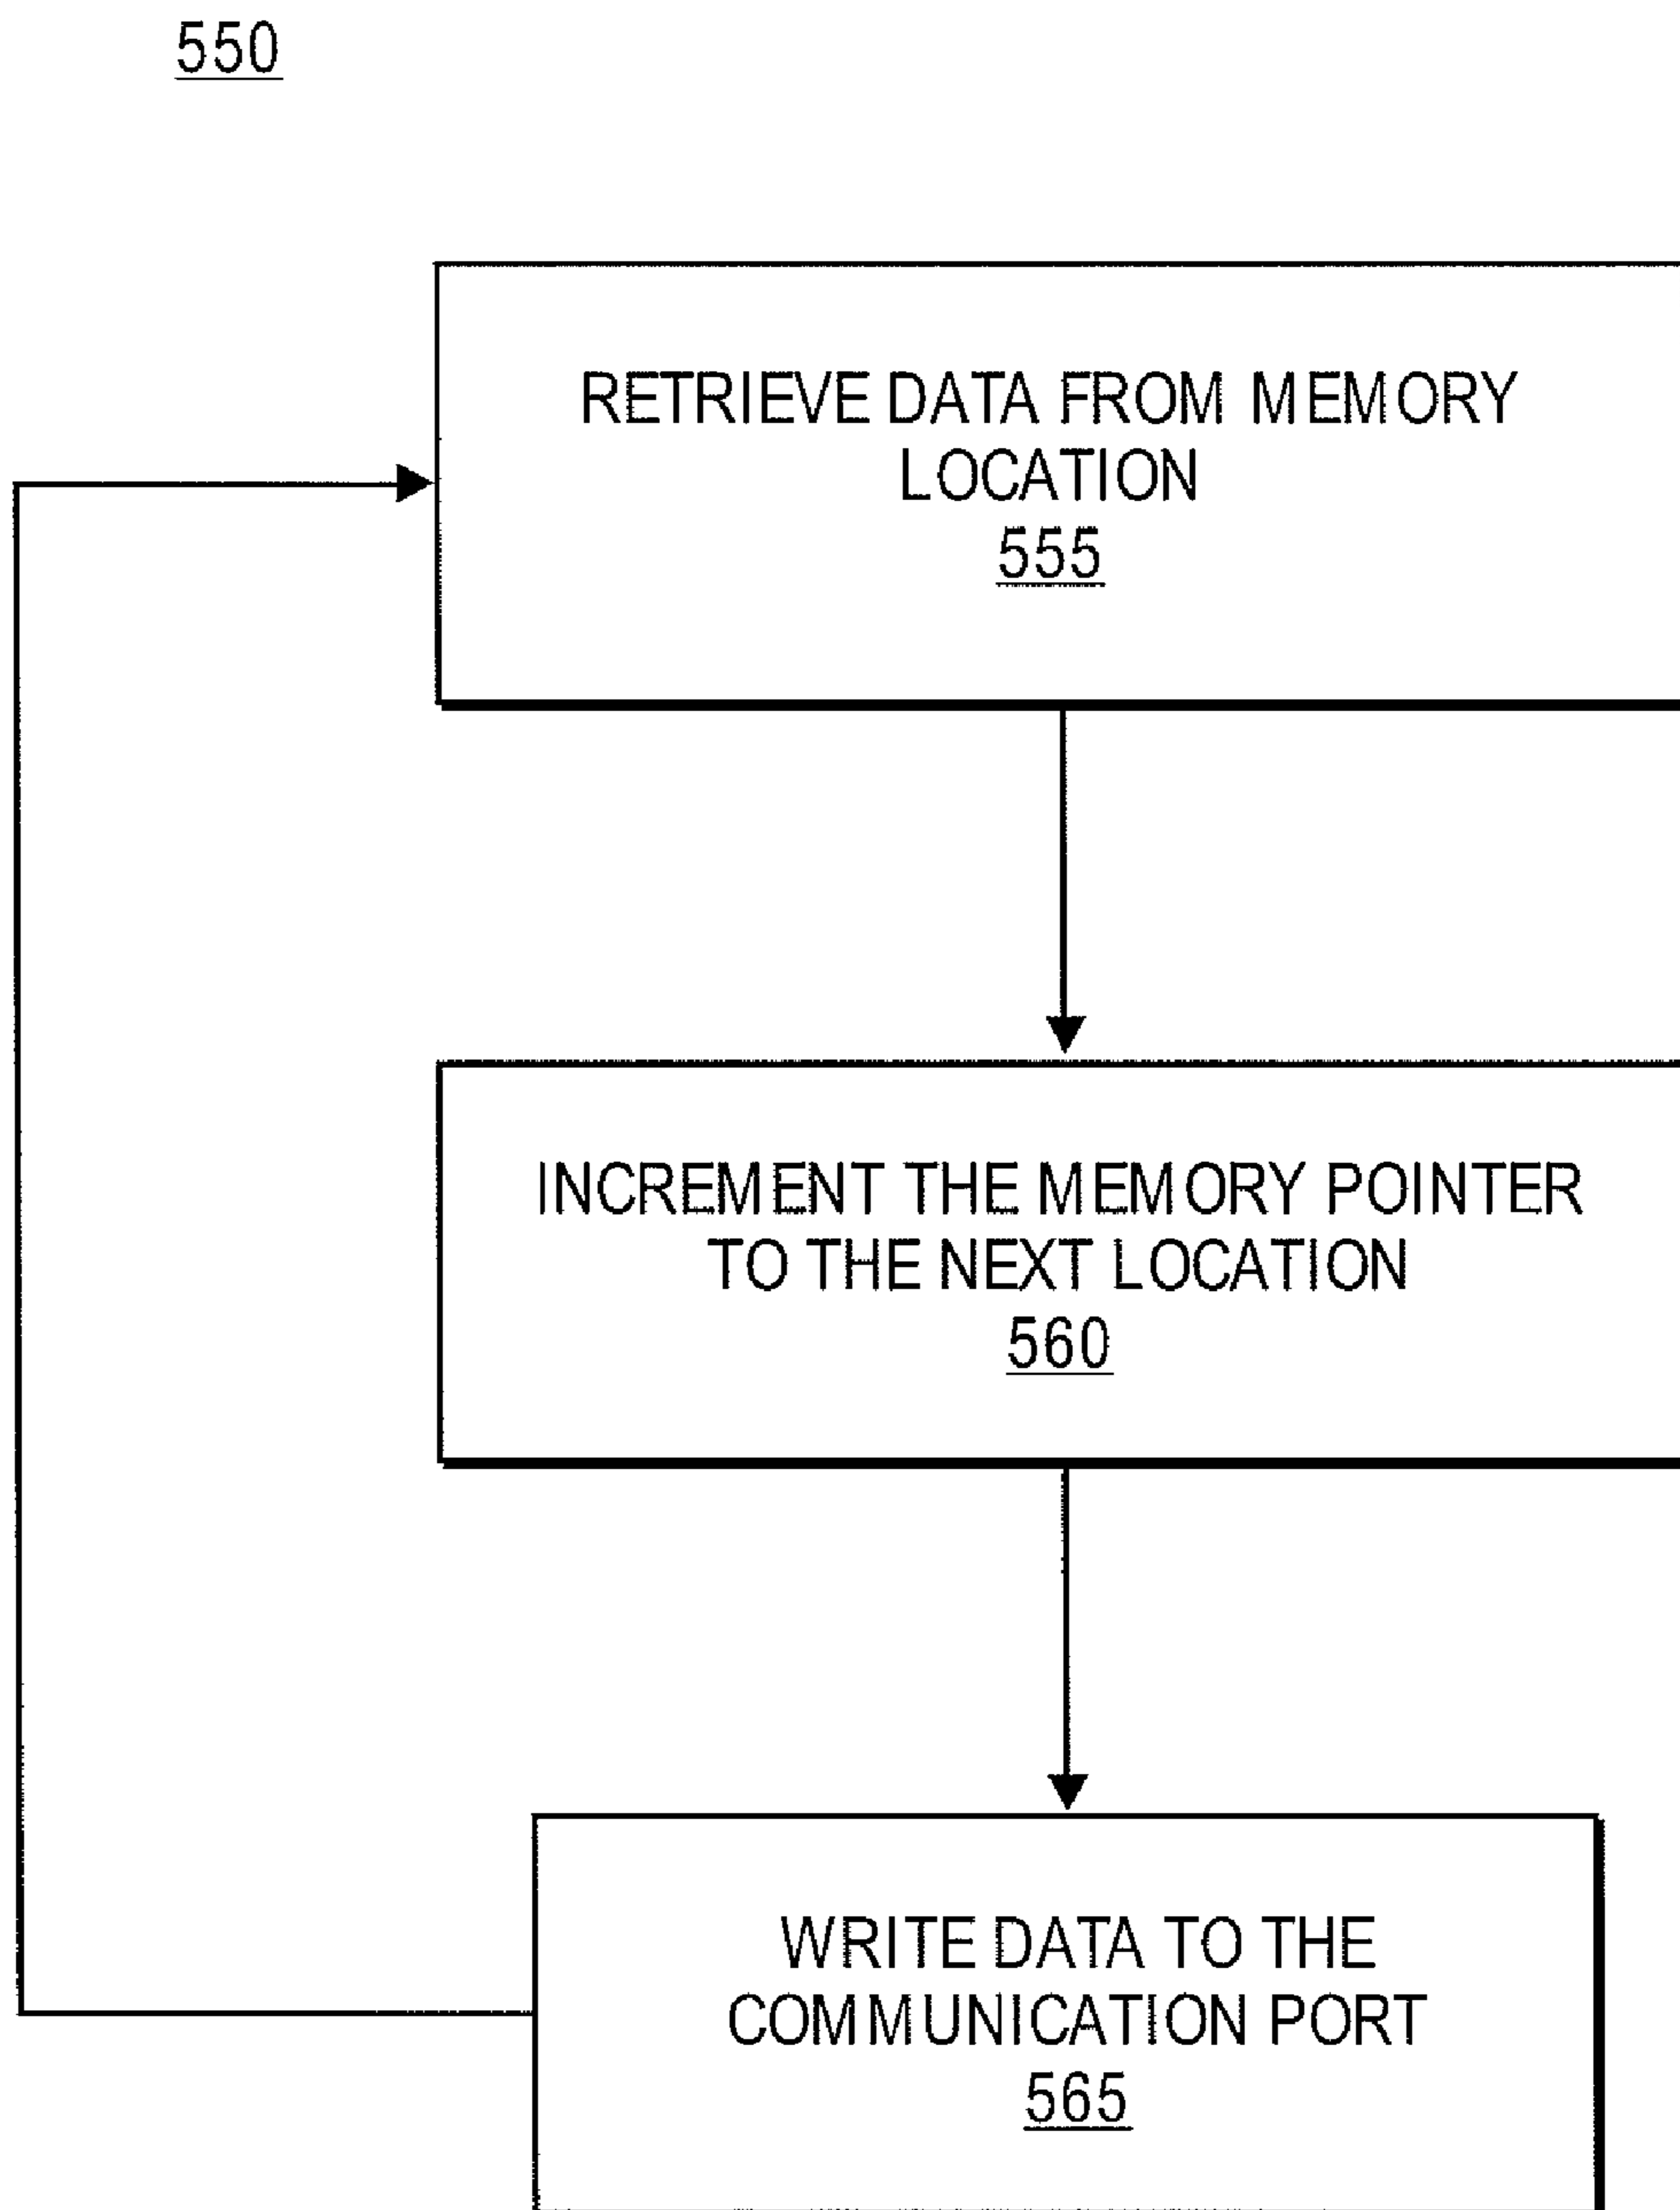 550
RETRIEVE DATA FROM MEMORY
LOCATION
555
INCREMENT THE MEMORY POINTER
TO THE NEXT LOCATION
560
WRITE DATA TO THE
COMMUNICATION PORT
565